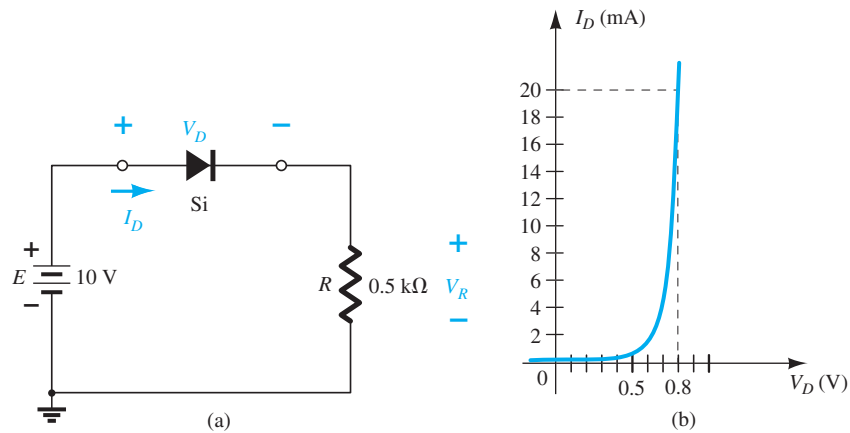 + V_D −
Si
I_D
+
E 10 V
−
R 0.5 kΩ
+
V_R
−
(a)
I_D (mA)
20
18
16
14
12
10
8
6
4
2
0
0.5 0.8 V_D (V)
(b)